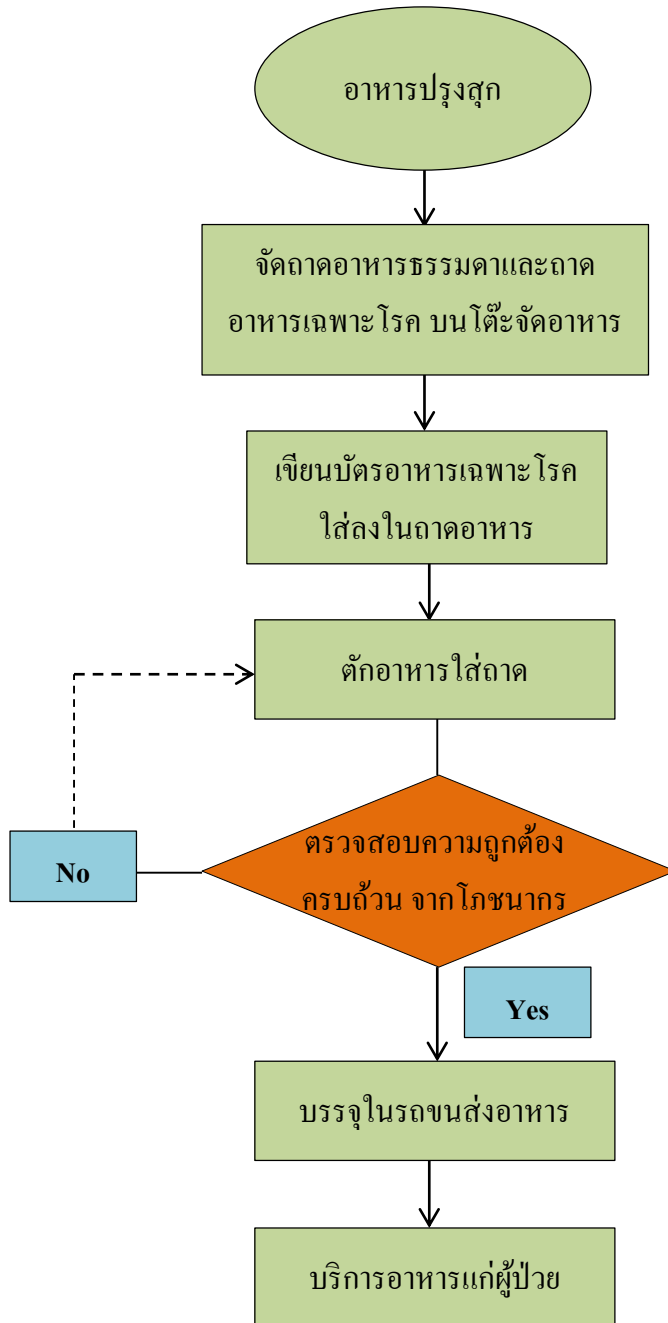 อาหารปรุงสุก
จัดถาดอาหารธรรมดาและถาด
อาหารเฉพาะโรค บนโต๊ะจัดอาหาร
เขียนบัตรอาหารเฉพาะโรค
ใส่ลงในถาดอาหาร
ตักอาหารใส่ถาด
ตรวจสอบความถูกต้อง
ครบถ้วน จากโภชนากร
No
Yes
บรรจุในรถขนส่งอาหาร
บริการอาหารแก่ผู้ป่วย